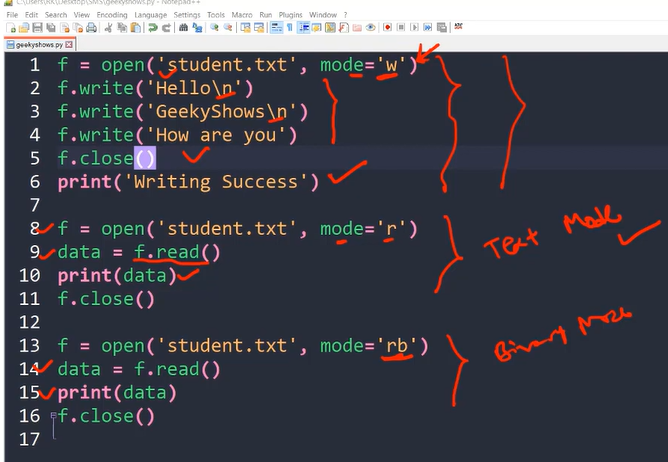 C:\Users\RK\Desktop\SMS\geekyshows.py - Notepad++
File Edit Search View Encoding Language Settings Tools Macro Run Plugins Window ?
geekyshows.py
1 f = open('student.txt', mode='w')
2 f.write('Hello\n')
3 f.write('GeekyShows\n')
4 f.write('How are you')
5 f.close()
6 print('Writing Success')
7
8 f = open('student.txt', mode='r')
9 data = f.read()
10 print(data)
11 f.close()
12
13 f = open('student.txt', mode='rb')
14 data = f.read()
15 print(data)
16 f.close()
17
Text Mode
Binary Mode